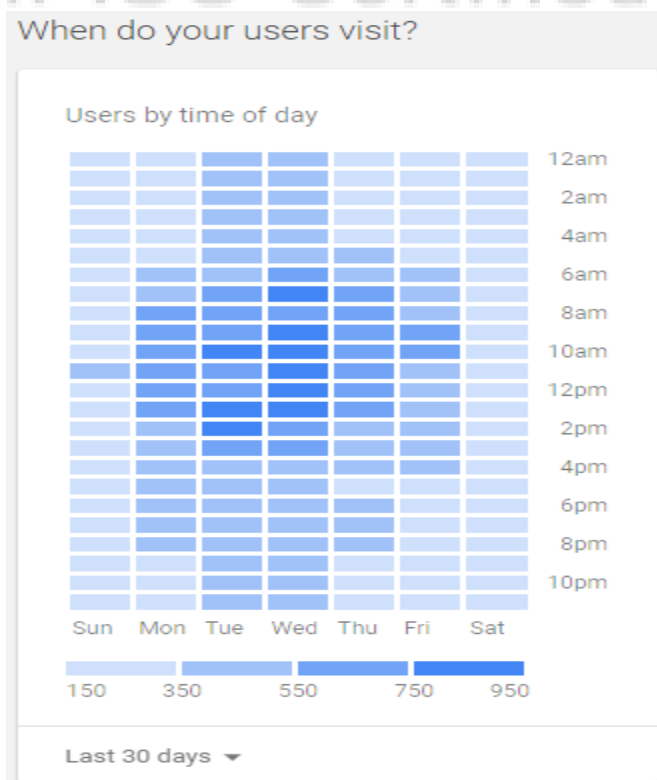 When do your users visit?
Users by time of day
12am
2am
4am
6am
8am
10am
12pm
2pm
4pm
6pm
8pm
10pm
Sun Mon Tue Wed Thu Fri Sat
150 350 550 750 950
Last 30 days